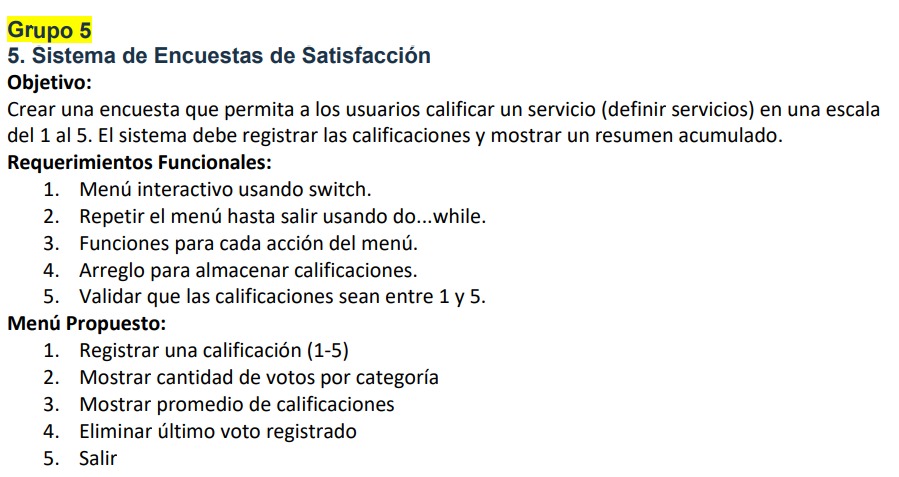 Grupo 5
5. Sistema de Encuestas de Satisfacción
Objetivo:
Crear una encuesta que permita a los usuarios calificar un servicio (definir servicios) en una escala
del 1 al 5. El sistema debe registrar las calificaciones y mostrar un resumen acumulado.
Requerimientos Funcionales:
1. Menú interactivo usando switch.
2. Repetir el menú hasta salir usando do...while.
3. Funciones para cada acción del menú.
4. Arreglo para almacenar calificaciones.
5. Validar que las calificaciones sean entre 1 y 5.
Menú Propuesto:
1. Registrar una calificación (1-5)
2. Mostrar cantidad de votos por categoría
3. Mostrar promedio de calificaciones
4. Eliminar último voto registrado
5. Salir